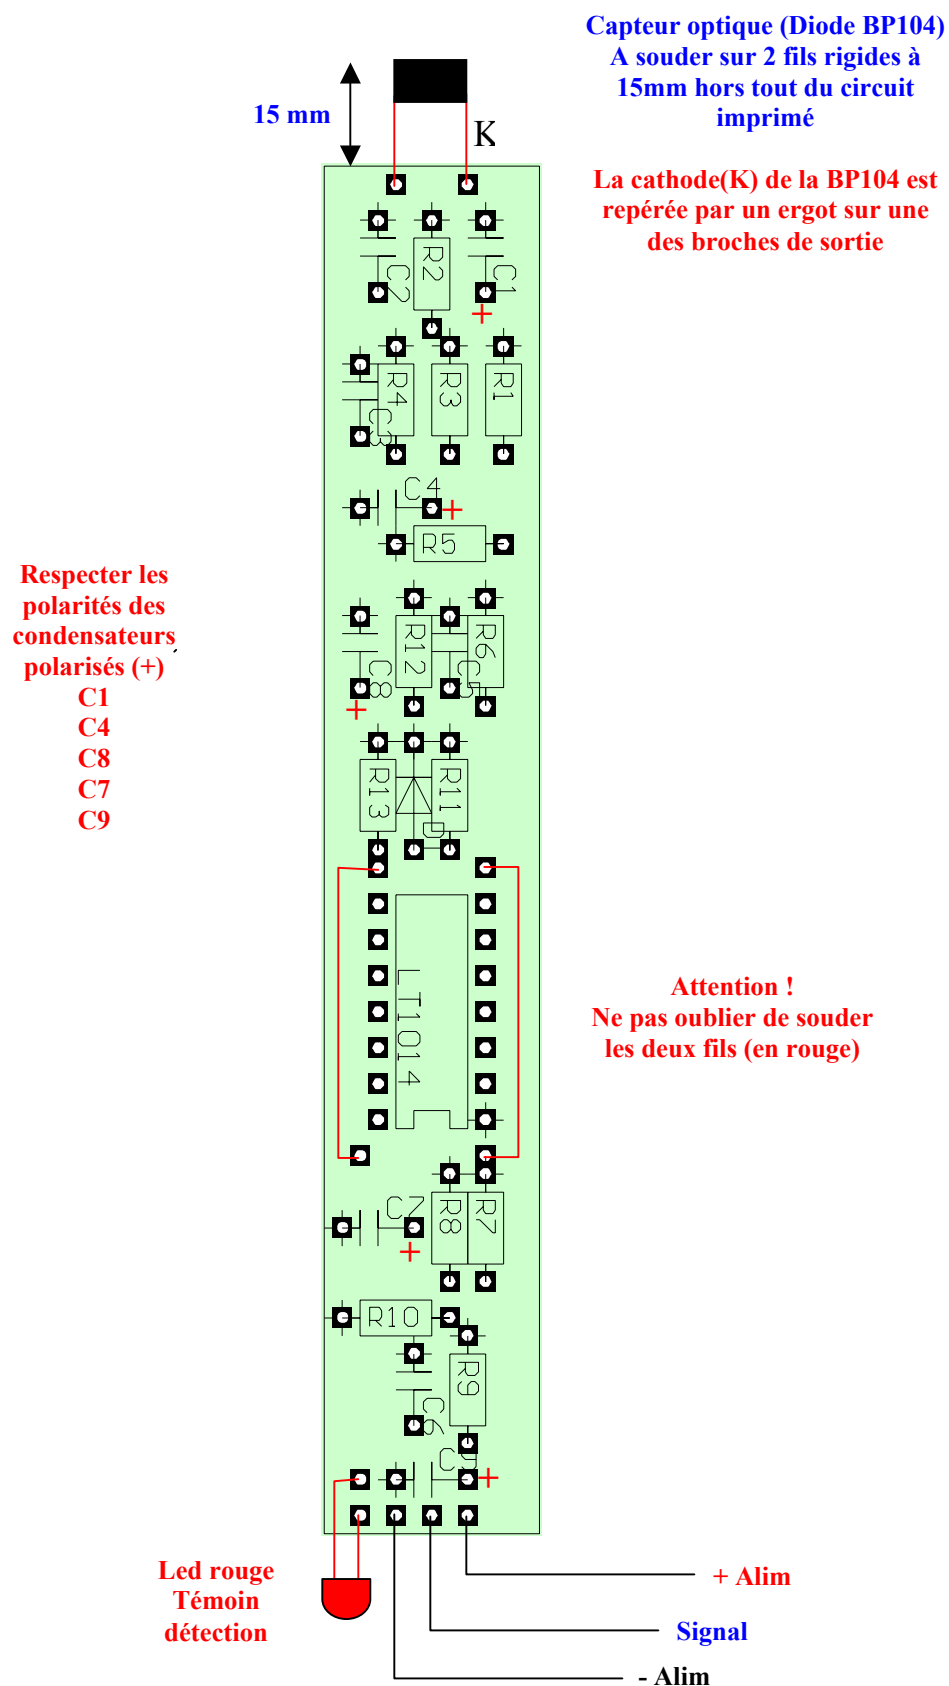 Capteur optique (Diode BP104)
A souder sur 2 fils rigides à
15mm hors tout du circuit
imprimé
15 mm
K
La cathode(K) de la BP104 est
repérée par un ergot sur une
des broches de sortie
C2
R2
C1
+
R4
R3
R1
C3
C4
+
R5
Respecter les
polarités des
condensateurs
polarisés (+)
C1
C4
C8
C7
C9
R12
R6
C8
C5
+
R13
R11
D
LT1014
Attention !
Ne pas oublier de souder
les deux fils (en rouge)
C7
+
R8
R7
R10
R9
C6
C9
+
Led rouge
Témoin
détection
+ Alim
Signal
- Alim